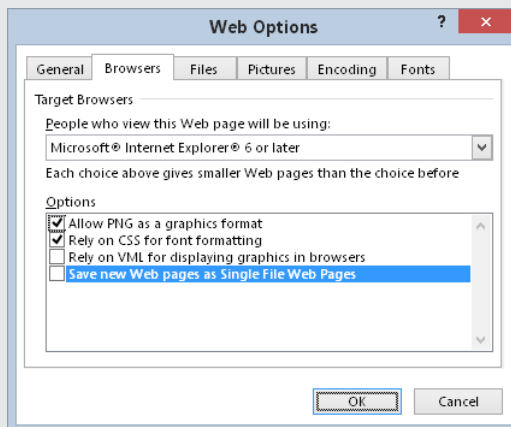 Web Options
?
General Browsers Files Pictures Encoding Fonts
Target Browsers
People who view this Web page will be using:
Microsoft® Internet Explorer® 6 or later
Each choice above gives smaller Web pages than the choice before
Options
Allow PNG as a graphics format
Rely on CSS for font formatting
Rely on VML for displaying graphics in browsers
Save new Web pages as Single File Web Pages
OK Cancel